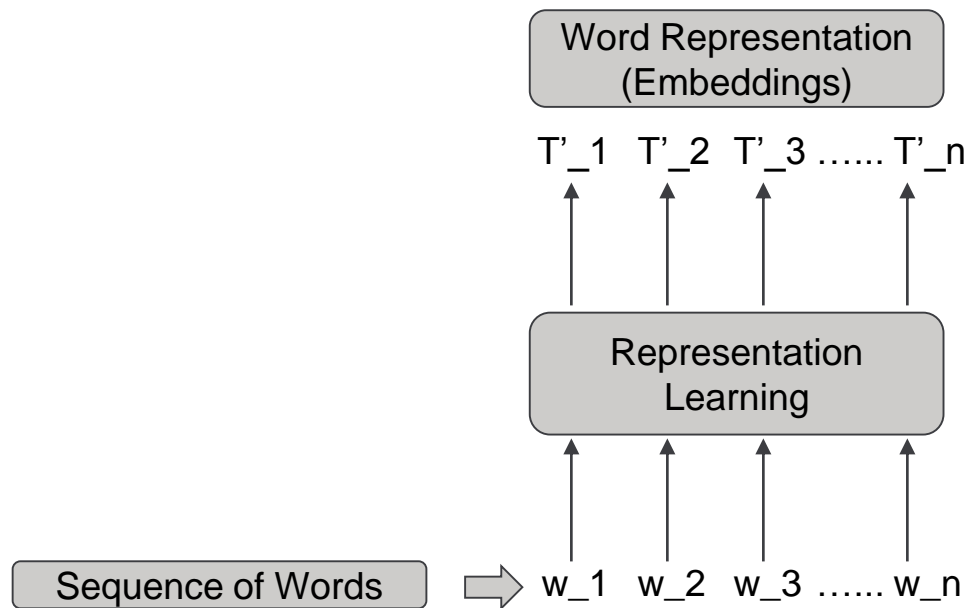 Word Representation
(Embeddings)
T’_1 T’_2 T’_3 …... T’_n
Representation
Learning
Sequence of Words
w_1 w_2 w_3 …... w_n